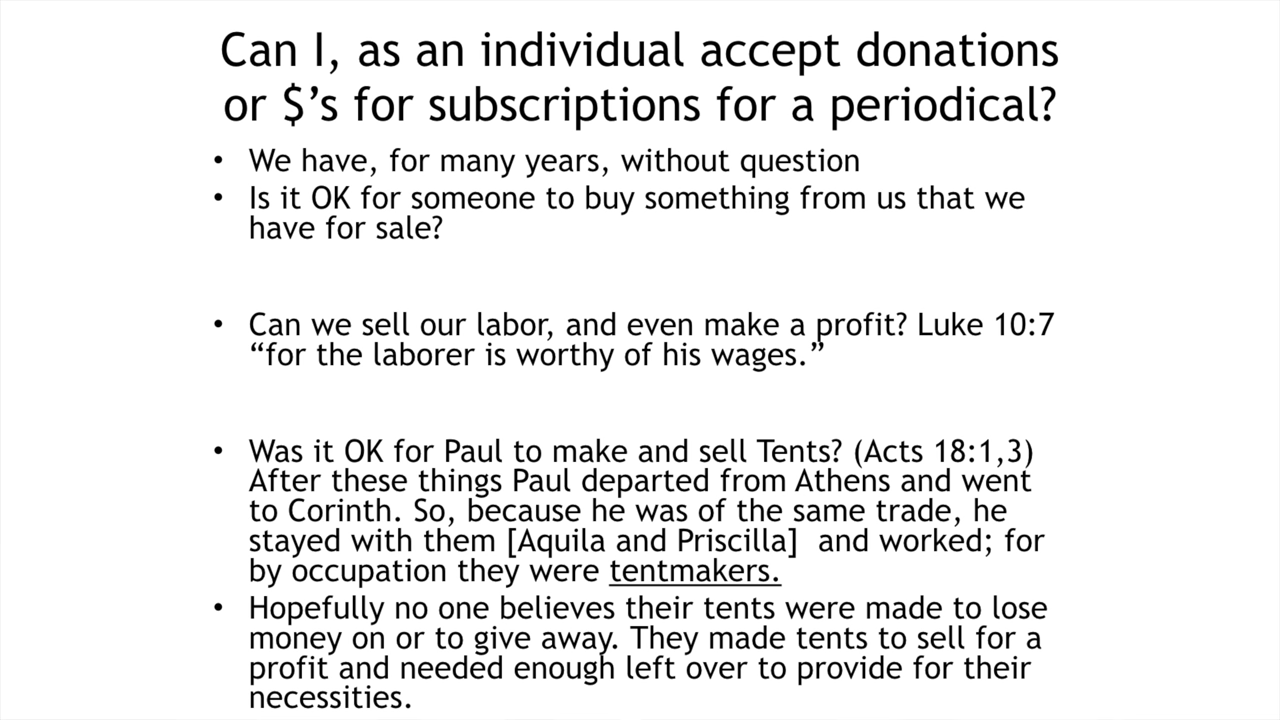 Can I, as an individual accept donations
or $’s for subscriptions for a periodical?
• We have, for many years, without question
• Is it OK for someone to buy something from us that we
have for sale?
• Can we sell our labor, and even make a profit? Luke 10:7
“for the laborer is worthy of his wages.”
• Was it OK for Paul to make and sell Tents? (Acts 18:1,3)
After these things Paul departed from Athens and went
to Corinth. So, because he was of the same trade, he
stayed with them [Aquila and Priscilla]  and worked; for
by occupation they were tentmakers.
• Hopefully no one believes their tents were made to lose
money on or to give away. They made tents to sell for a
profit and needed enough left over to provide for their
necessities.